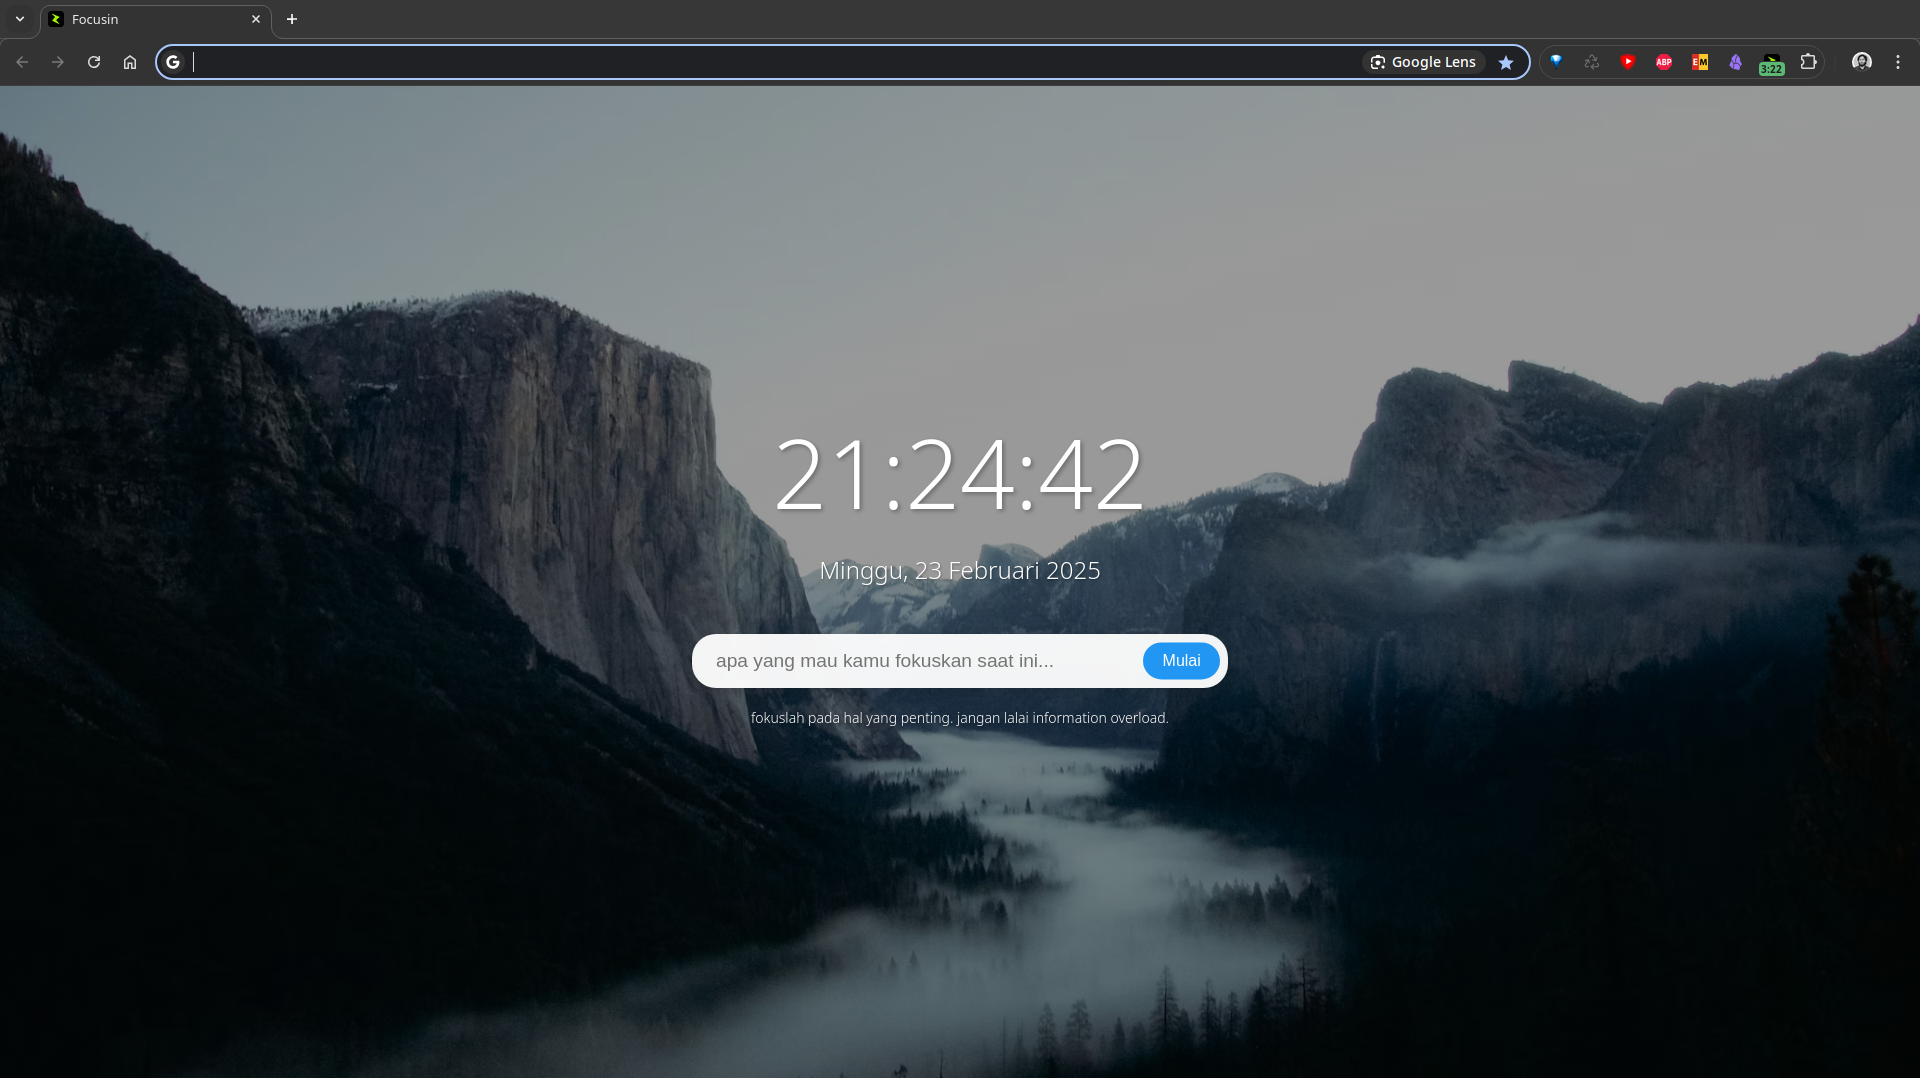 Focusin
Google Lens
ABP
EM
3:22
21:24:42
Minggu, 23 Februari 2025
apa yang mau kamu fokuskan saat ini...
Mulai
fokuslah pada hal yang penting. jangan lalai information overload.